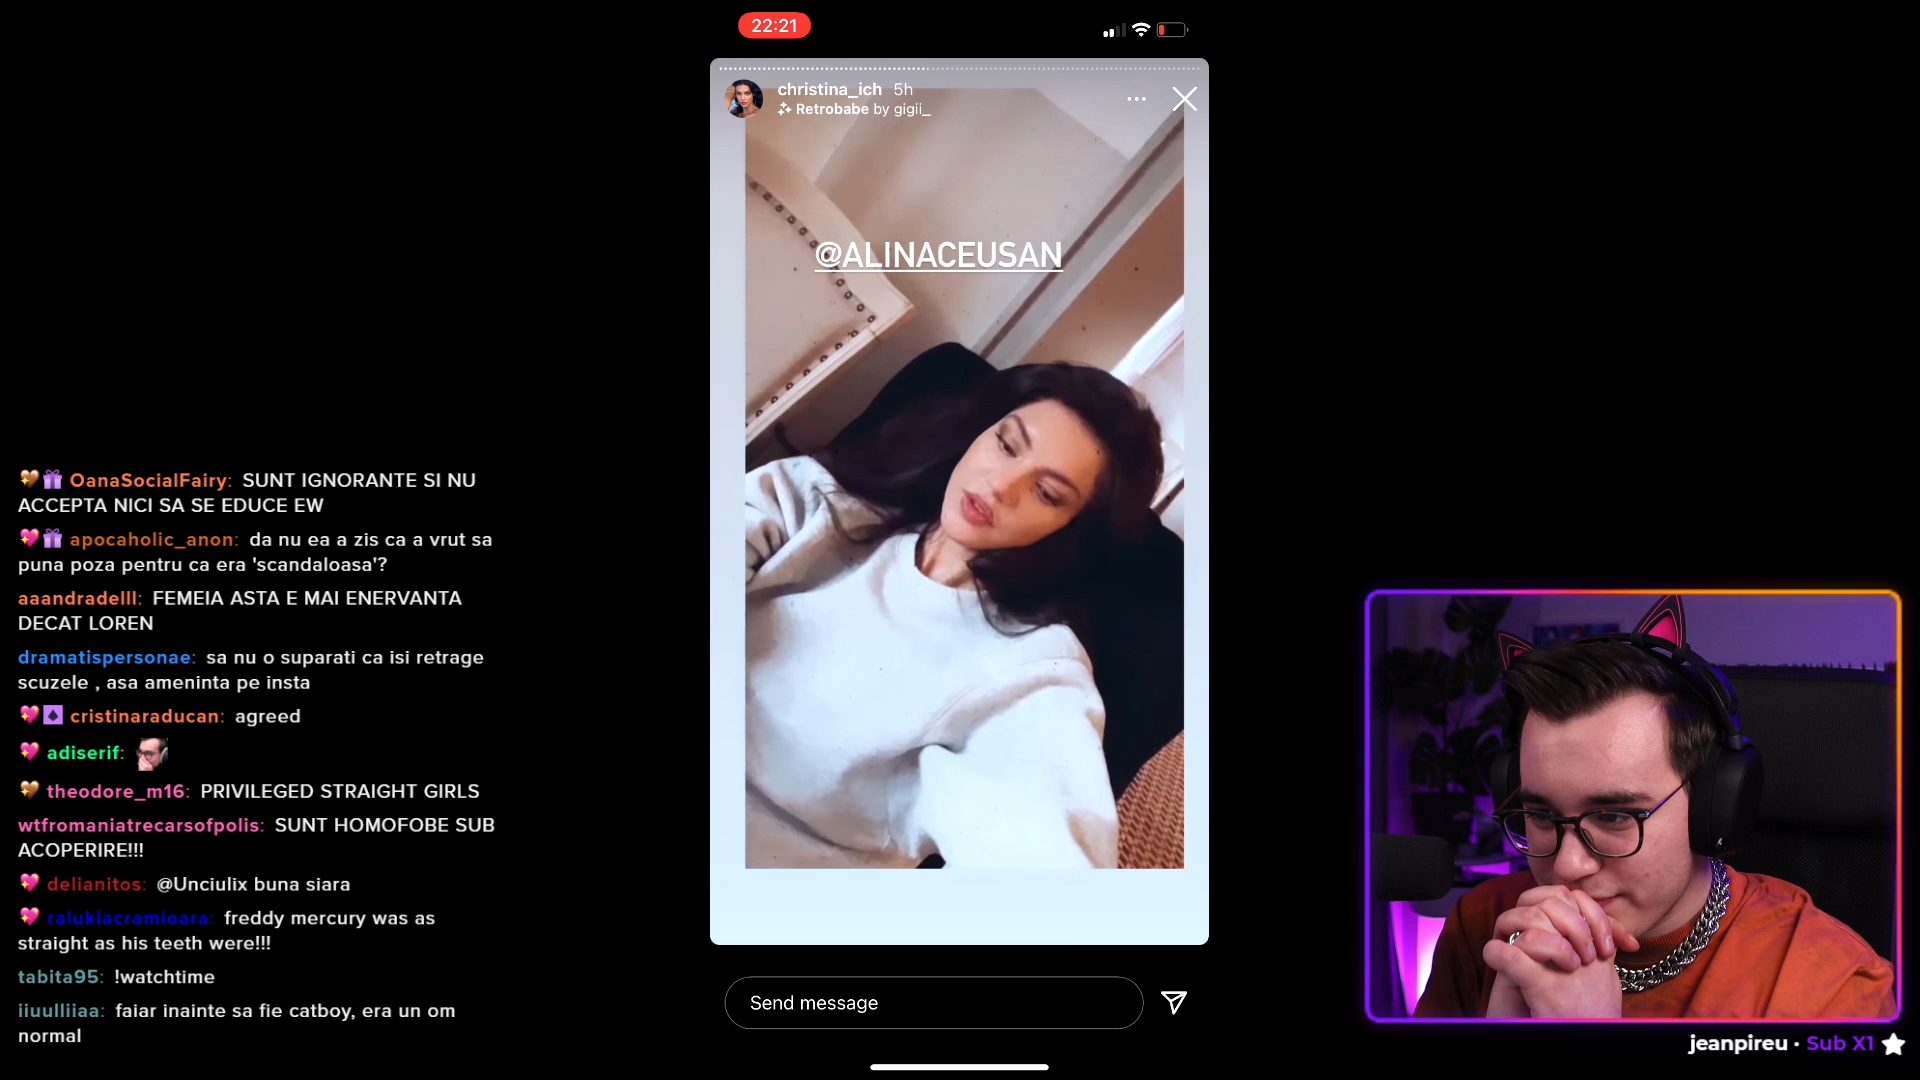 22:21
christina_ich 5h
Retrobabe by gigii_
@ALINACEUSAN
OanaSocialFairy: SUNT IGNORANTE SI NU
ACCEPTA NICI SA SE EDUCE EW
apocaholic_anon: da nu ea a zis ca a vrut sa
puna poza pentru ca era 'scandaloasa'?
aaandradelll: FEMEIA ASTA E MAI ENERVANTA
DECAT LOREN
dramatispersonae: sa nu o suparati ca isi retrage
scuzele , asa ameninta pe insta
cristinaraducan: agreed
adiserif:
theodore_m16: PRIVILEGED STRAIGHT GIRLS
wtfromaniatrecarsofpolis: SUNT HOMOFOBE SUB
ACOPERIRE!!!
delianitos: @Unciulix buna siara
raluklacramioara: freddy mercury was as
straight as his teeth were!!!
tabita95: !watchtime
iiuulliiaa: faiar inainte sa fie catboy, era un om
normal
Send message
jeanpireu · Sub X1